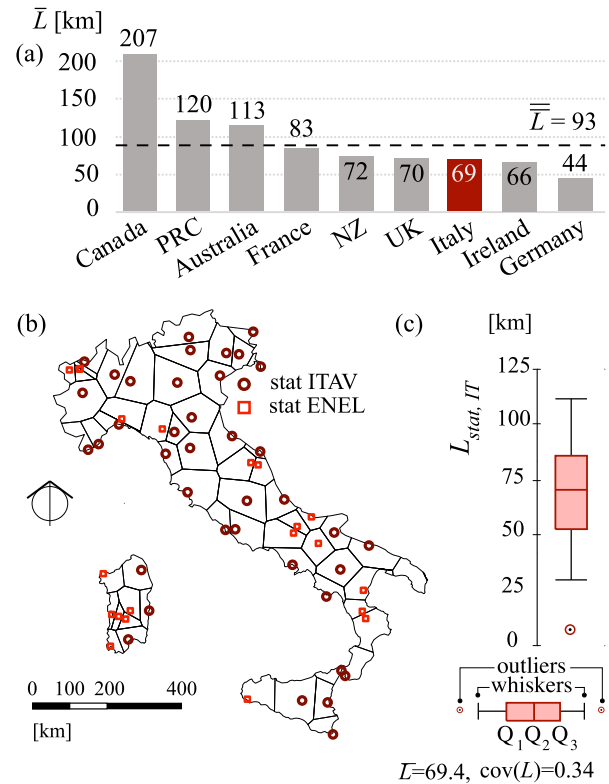 L̅ [km]
(a)
207
200
150
120
113
100
83
L̿ = 93
50
72
70
69
66
44
0
Canada
PRC
Australia
France
NZ
UK
Italy
Ireland
Germany
(b)
stat ITAV
stat ENEL
0 100 200 400
[km]
(c)
[km]
L stat, IT
125
100
75
50
25
0
outliers
whiskers
Q1 Q2 Q3
L̅=69.4, cov(L)=0.34